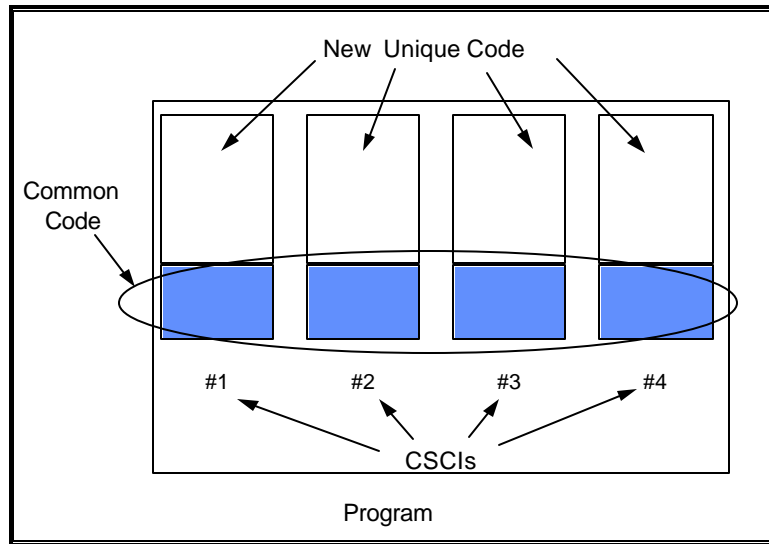 New Unique Code
Common
Code
#1 #2 #3 #4
CSCIs
Program